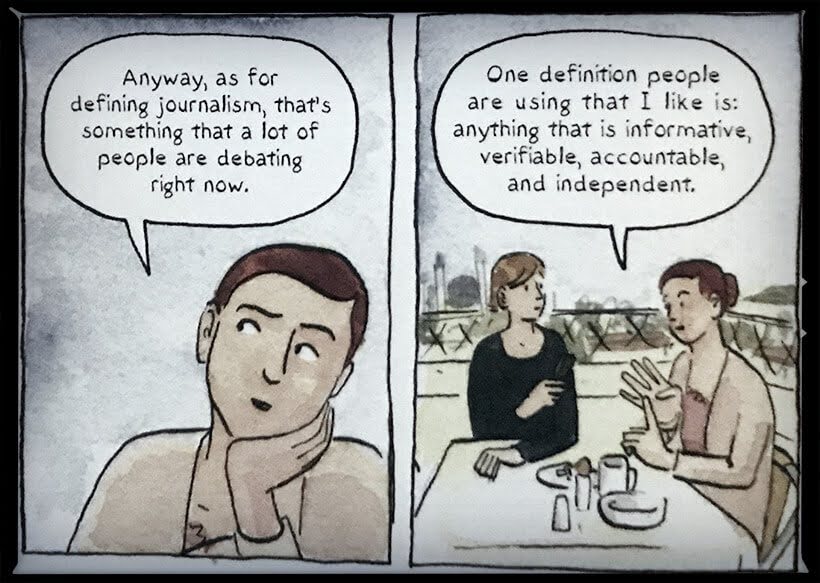 Anyway, as for
defining journalism, that's
something that a lot of
people are debating
right now.
One definition people
are using that I like is:
anything that is informative,
verifiable, accountable,
and independent.